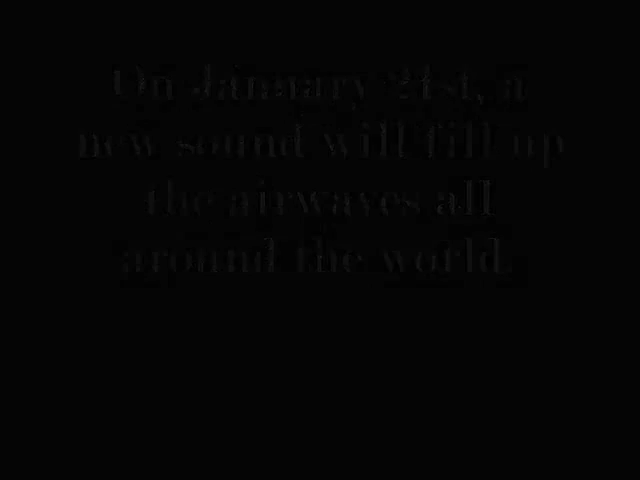 On January 21st, a
new sound will fill up
the airwaves all
around the world.